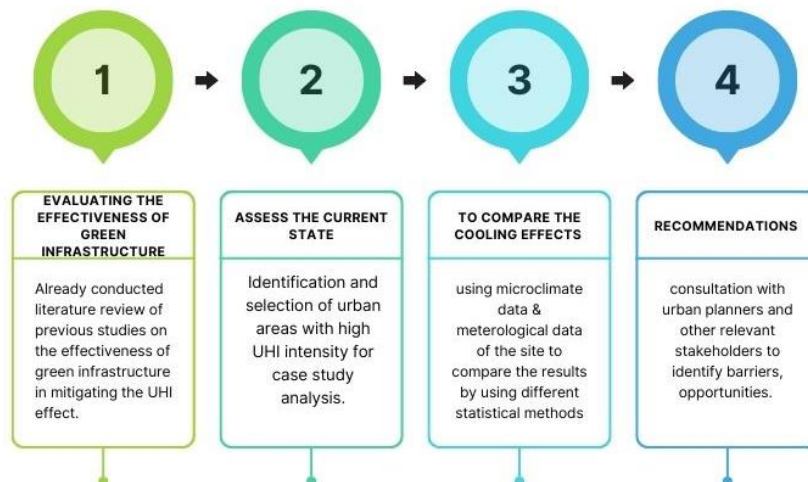 1
2
3
4
EVALUATING THE
EFFECTIVENESS OF
GREEN
INFRASTRUCTURE
Already conducted
literature review of
previous studies on
the effectiveness of
green infrastructure
in mitigating the UHI
effect.
ASSESS THE CURRENT
STATE
Identification and
selection of urban
areas with high
UHI intensity for
case study
analysis.
TO COMPARE THE
COOLING EFFECTS
using microclimate
data &
meterological data
of the site to
compare the results
by using different
statistical methods
RECOMMENDATIONS
consultation with
urban planners and
other relevant
stakeholders to
identify barriers,
opportunities.